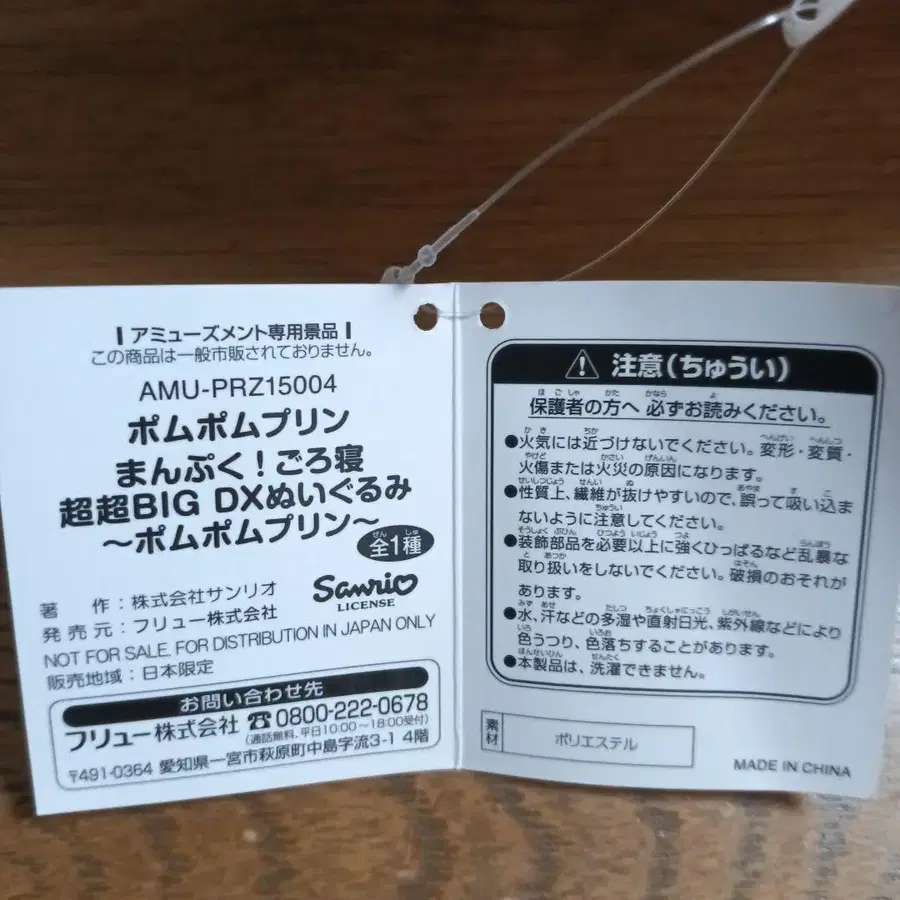 アミューズメント専用景品
この商品は一般市販されておりません。
AMU-PRZ15004
ポムポムプリン
まんぷく！ごろ寝
超超BIG DXぬいぐるみ
～ポムポムプリン～
全1種
著　作：株式会社サンリオ
発売元：フリュー株式会社
Sanrio
LICENSE
NOT FOR SALE. FOR DISTRIBUTION IN JAPAN ONLY
販売地域：日本限定
お問い合わせ先
フリュー株式会社 ☎0800-222-0678
(通話無料、平日10:00～18:00受付)
〒491-0364 愛知県一宮市萩原町中島字流3-1 4階
⚠ 注意(ちゅうい)
保護者の方へ 必ずお読みください。
●火気には近づけないでください。変形・変質・
火傷または火災の原因になります。
●性質上、繊維が抜けやすいので、誤って吸い込ま
ないように注意してください。
●装飾部品を必要以上に強くひっぱるなど乱暴な
取り扱いをしないでください。破損のおそれが
あります。
●水、汗などの多湿や直射日光、紫外線などにより
色うつり、色落ちすることがあります。
●本製品は、洗濯できません。
素材
ポリエステル
MADE IN CHINA